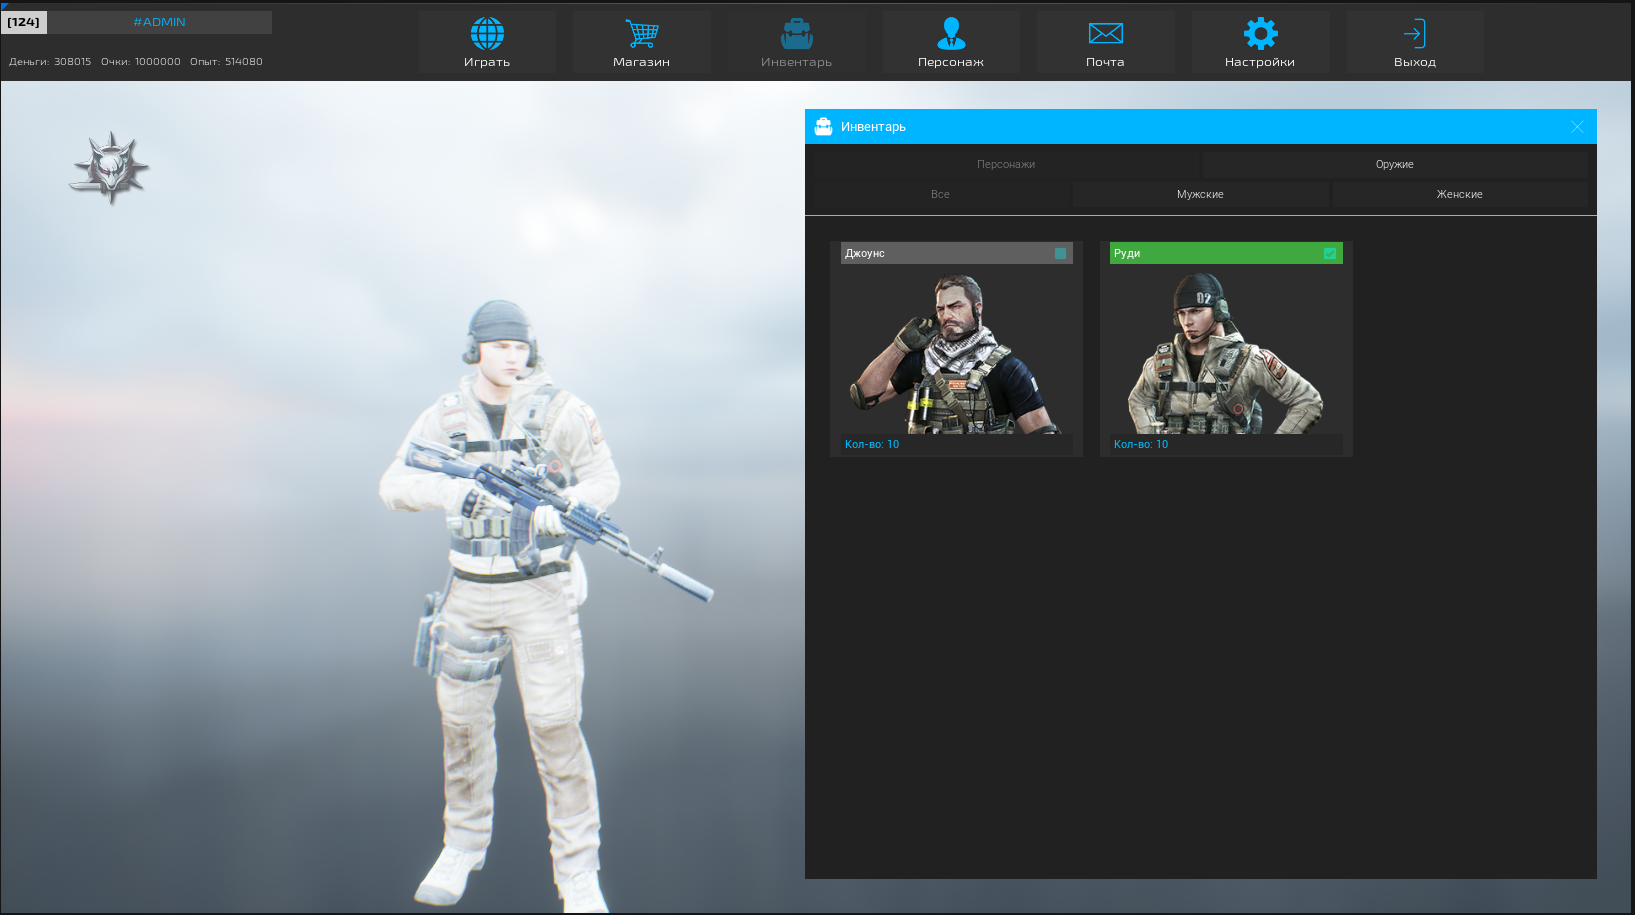 [124] #ADMIN
Деньги: 308015 Очки: 1000000 Опыт: 514080
Играть
Магазин
Инвентарь
Персонаж
Почта
Настройки
Выход
Инвентарь
Персонажи
Оружие
Все
Мужские
Женские
Джоунс
Руди
02
Кол-во: 10
Кол-во: 10